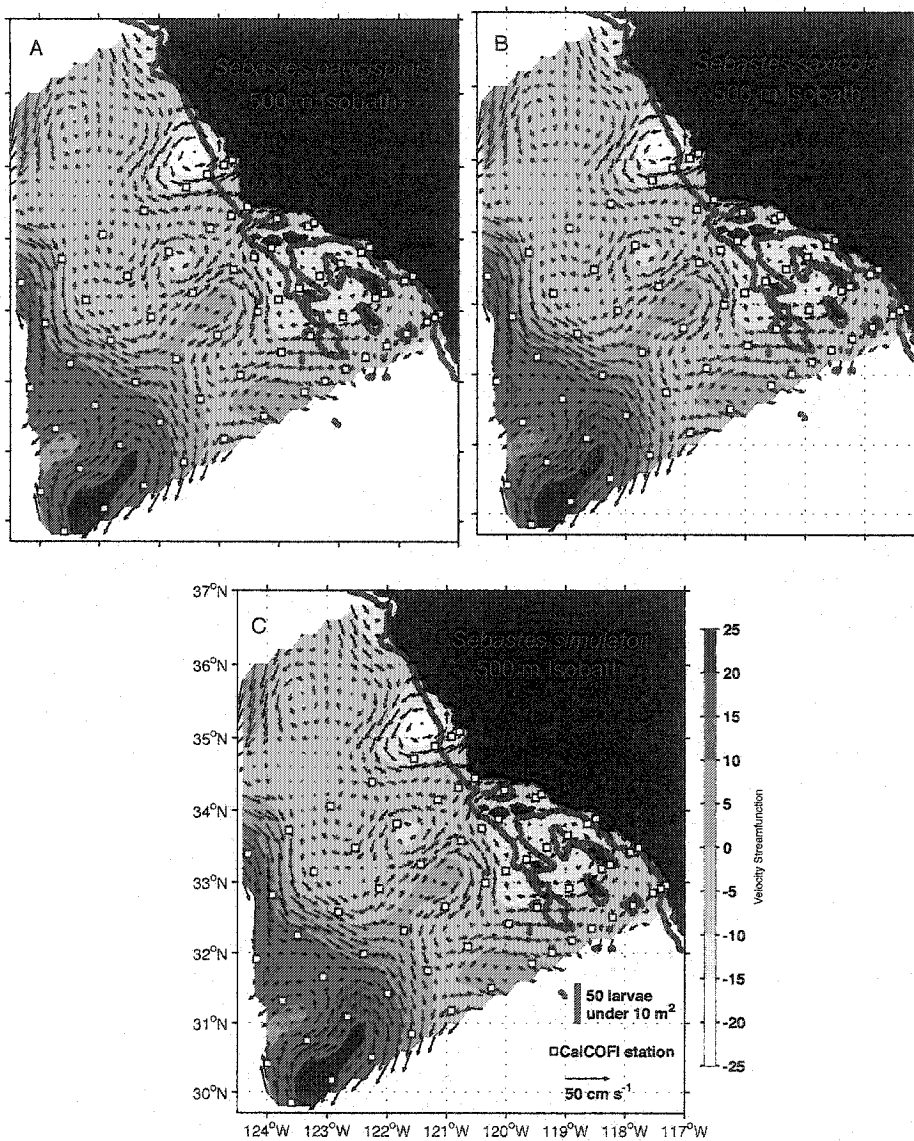 A
Sebastes paucispinis
500 m Isobath
B
Sebastes saxicola
500 m Isobath
C
Sebastes simulator
500 m Isobath
37°N
36°N
35°N
34°N
33°N
32°N
31°N
30°N
124°W 123°W 122°W 121°W 120°W 119°W 118°W 117°W
50 larvae
under 10 m²
CalCOFI station
50 cm s⁻¹
25
20
15
10
5
0
-5
-10
-15
-20
-25
Velocity Streamfunction